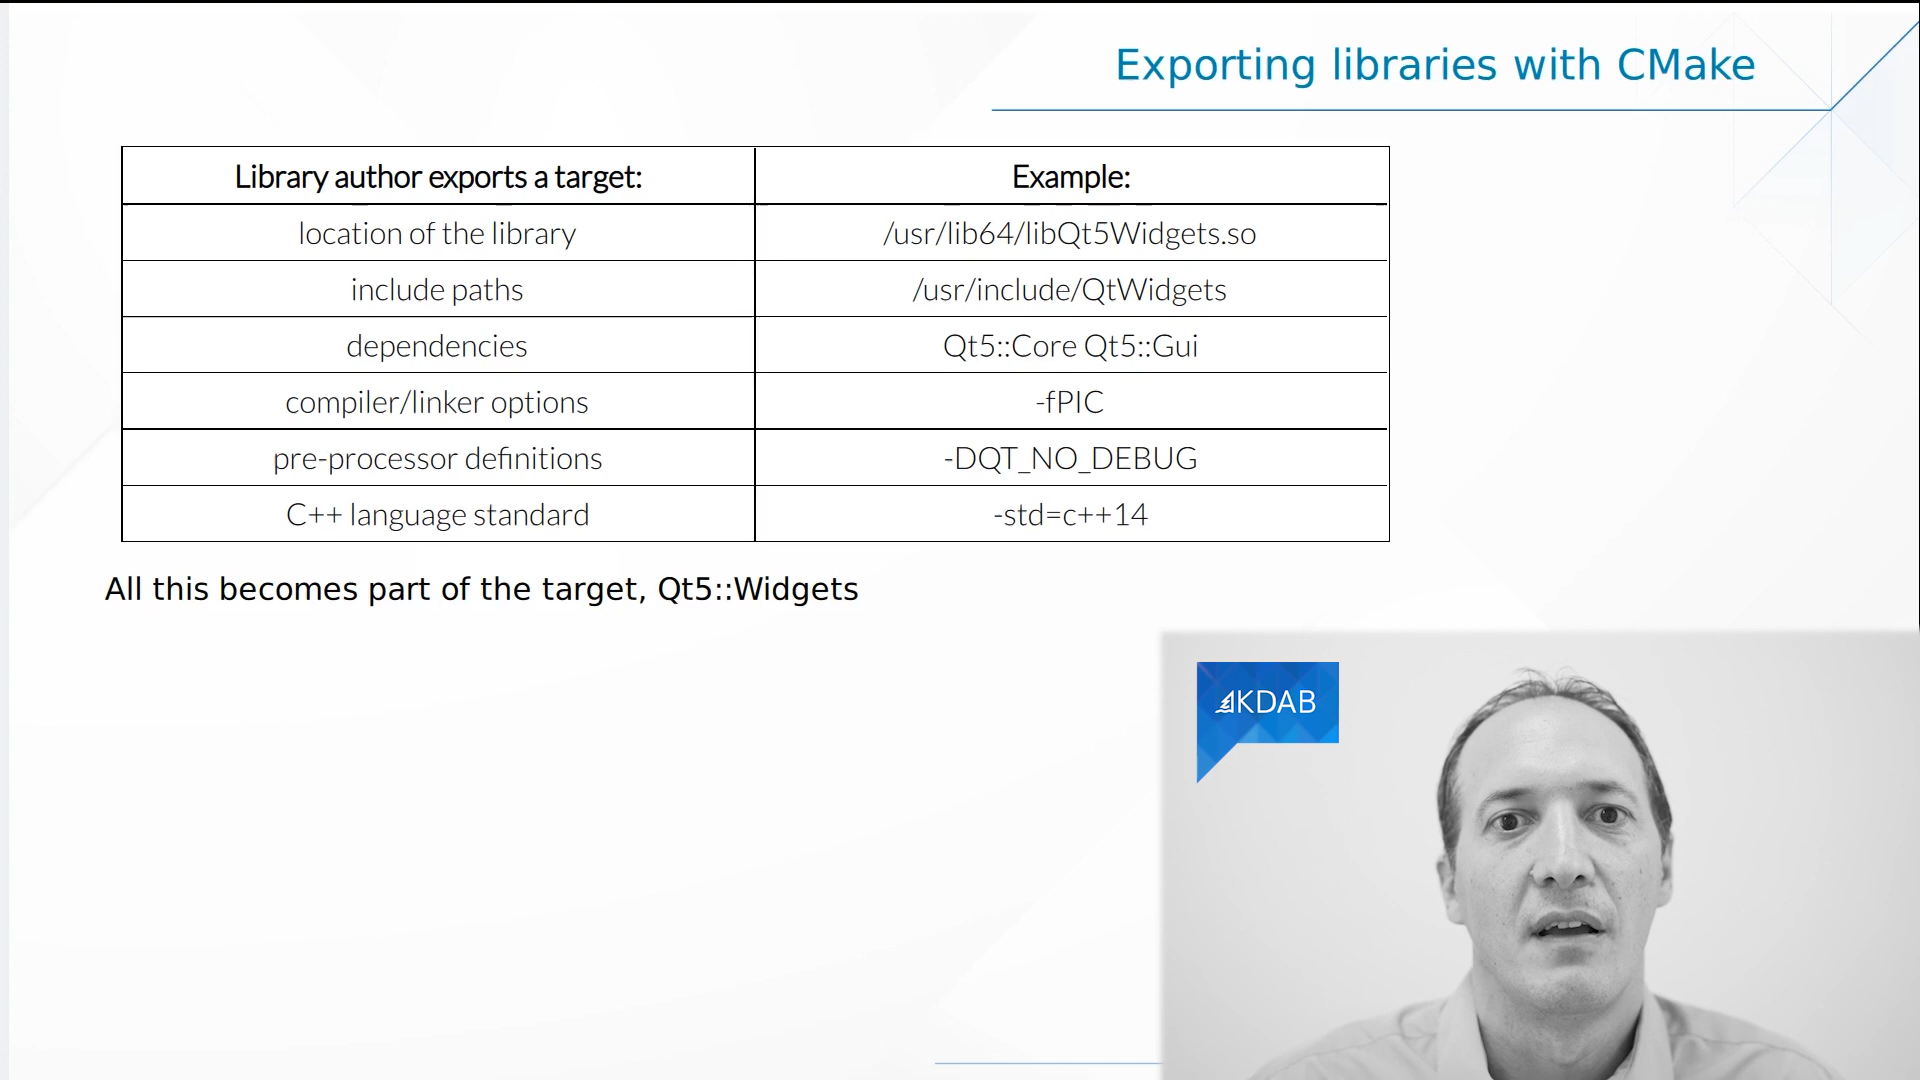 Exporting libraries with CMake
Library author exports a target: Example:
location of the library /usr/lib64/libQt5Widgets.so
include paths /usr/include/QtWidgets
dependencies Qt5::Core Qt5::Gui
compiler/linker options -fPIC
pre-processor definitions -DQT_NO_DEBUG
C++ language standard -std=c++14
All this becomes part of the target, Qt5::Widgets
KDAB